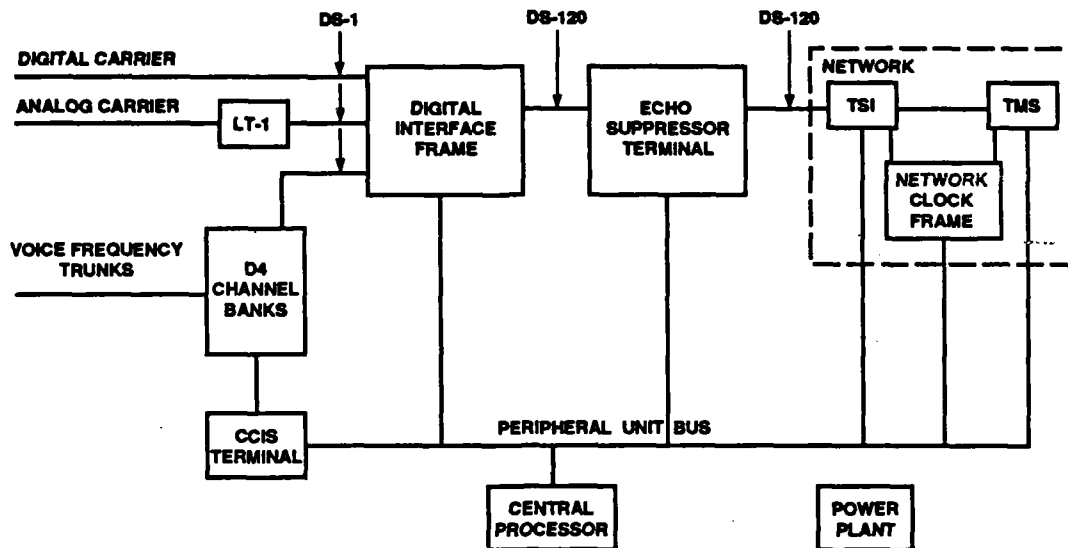 DS-1
DS-120
DS-120
DIGITAL CARRIER
NETWORK
ANALOG CARRIER
LT-1
DIGITAL
INTERFACE
FRAME
ECHO
SUPPRESSOR
TERMINAL
TSI
TMS
NETWORK
CLOCK
FRAME
VOICE FREQUENCY
TRUNKS
D4
CHANNEL
BANKS
CCIS
TERMINAL
PERIPHERAL UNIT BUS
CENTRAL
PROCESSOR
POWER
PLANT